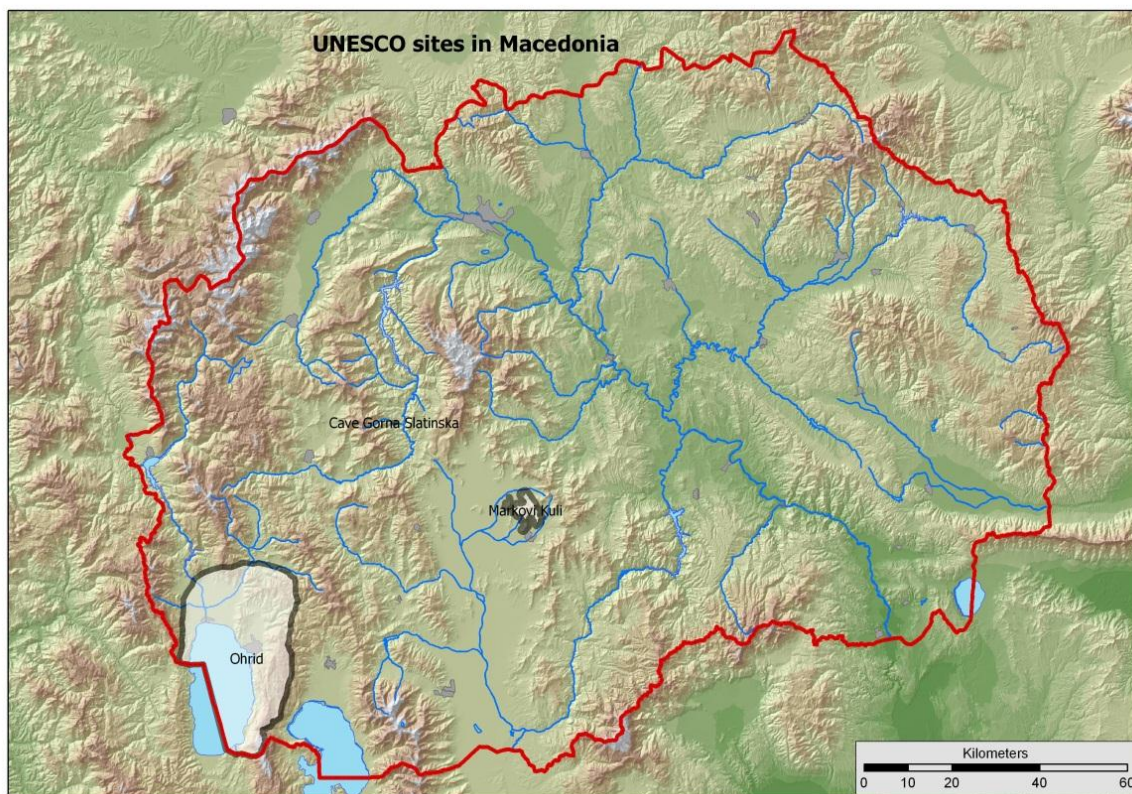 UNESCO sites in Macedonia
Cave Gorna Slatinska
Markovi Kuli
Ohrid
Kilometers
0 10 20 40 60